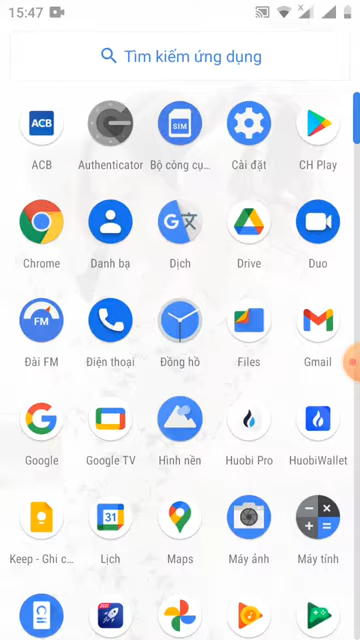 15:47
Tìm kiếm ứng dụng
ACB
SIM
ACB Authenticator Bộ công cụ... Cài đặt CH Play
G 文
Chrome Danh bạ Dịch Drive Duo
FM
Đài FM Điện thoại Đồng hồ Files Gmail
G
Google Google TV Hình nền Huobi Pro HuobiWallet
31
Keep - Ghi c... Lịch Maps Máy ảnh Máy tính